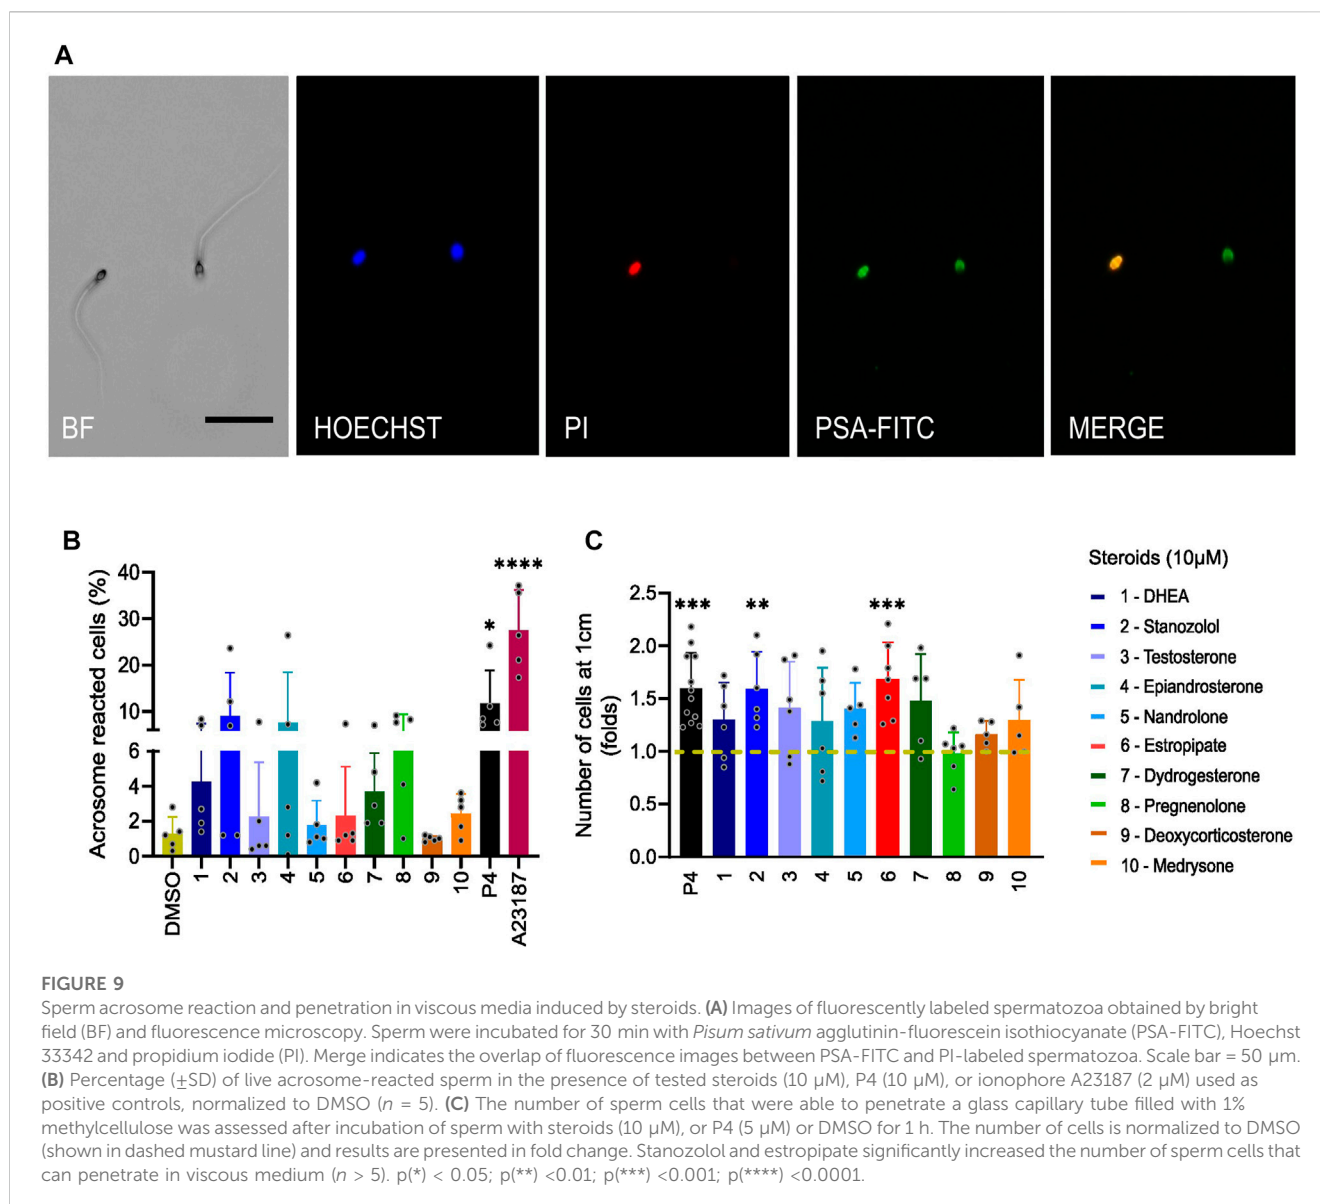 A
BF
HOECHST
PI
PSA-FITC
MERGE
B
Acrosome reacted cells (%)
40
30
20
10
6
4
2
0
* ****
DMSO
1
2
3
4
5
6
7
8
9
10
P4
A23187
C
Number of cells at 1cm
(folds)
2.5
2.0
1.5
1.0
0.5
0.0
*** ** ***
P4
1
2
3
4
5
6
7
8
9
10
Steroids (10µM)
1 - DHEA
2 - Stanozolol
3 - Testosterone
4 - Epiandrosterone
5 - Nandrolone
6 - Estropipate
7 - Dydrogesterone
8 - Pregnenolone
9 - Deoxycorticosterone
10 - Medrysone
FIGURE 9
Sperm acrosome reaction and penetration in viscous media induced by steroids. (A) Images of fluorescently labeled spermatozoa obtained by bright
field (BF) and fluorescence microscopy. Sperm were incubated for 30 min with Pisum sativum agglutinin-fluorescein isothiocyanate (PSA-FITC), Hoechst
33342 and propidium iodide (PI). Merge indicates the overlap of fluorescence images between PSA-FITC and PI-labeled spermatozoa. Scale bar = 50 µm.
(B) Percentage (±SD) of live acrosome-reacted sperm in the presence of tested steroids (10 µM), P4 (10 µM), or ionophore A23187 (2 µM) used as
positive controls, normalized to DMSO (n = 5). (C) The number of sperm cells that were able to penetrate a glass capillary tube filled with 1%
methylcellulose was assessed after incubation of sperm with steroids (10 µM), or P4 (5 µM) or DMSO for 1 h. The number of cells is normalized to DMSO
(shown in dashed mustard line) and results are presented in fold change. Stanozolol and estropipate significantly increased the number of sperm cells that
can penetrate in viscous medium (n > 5). p(*) < 0.05; p(**) <0.01; p(***) <0.001; p(****) <0.0001.